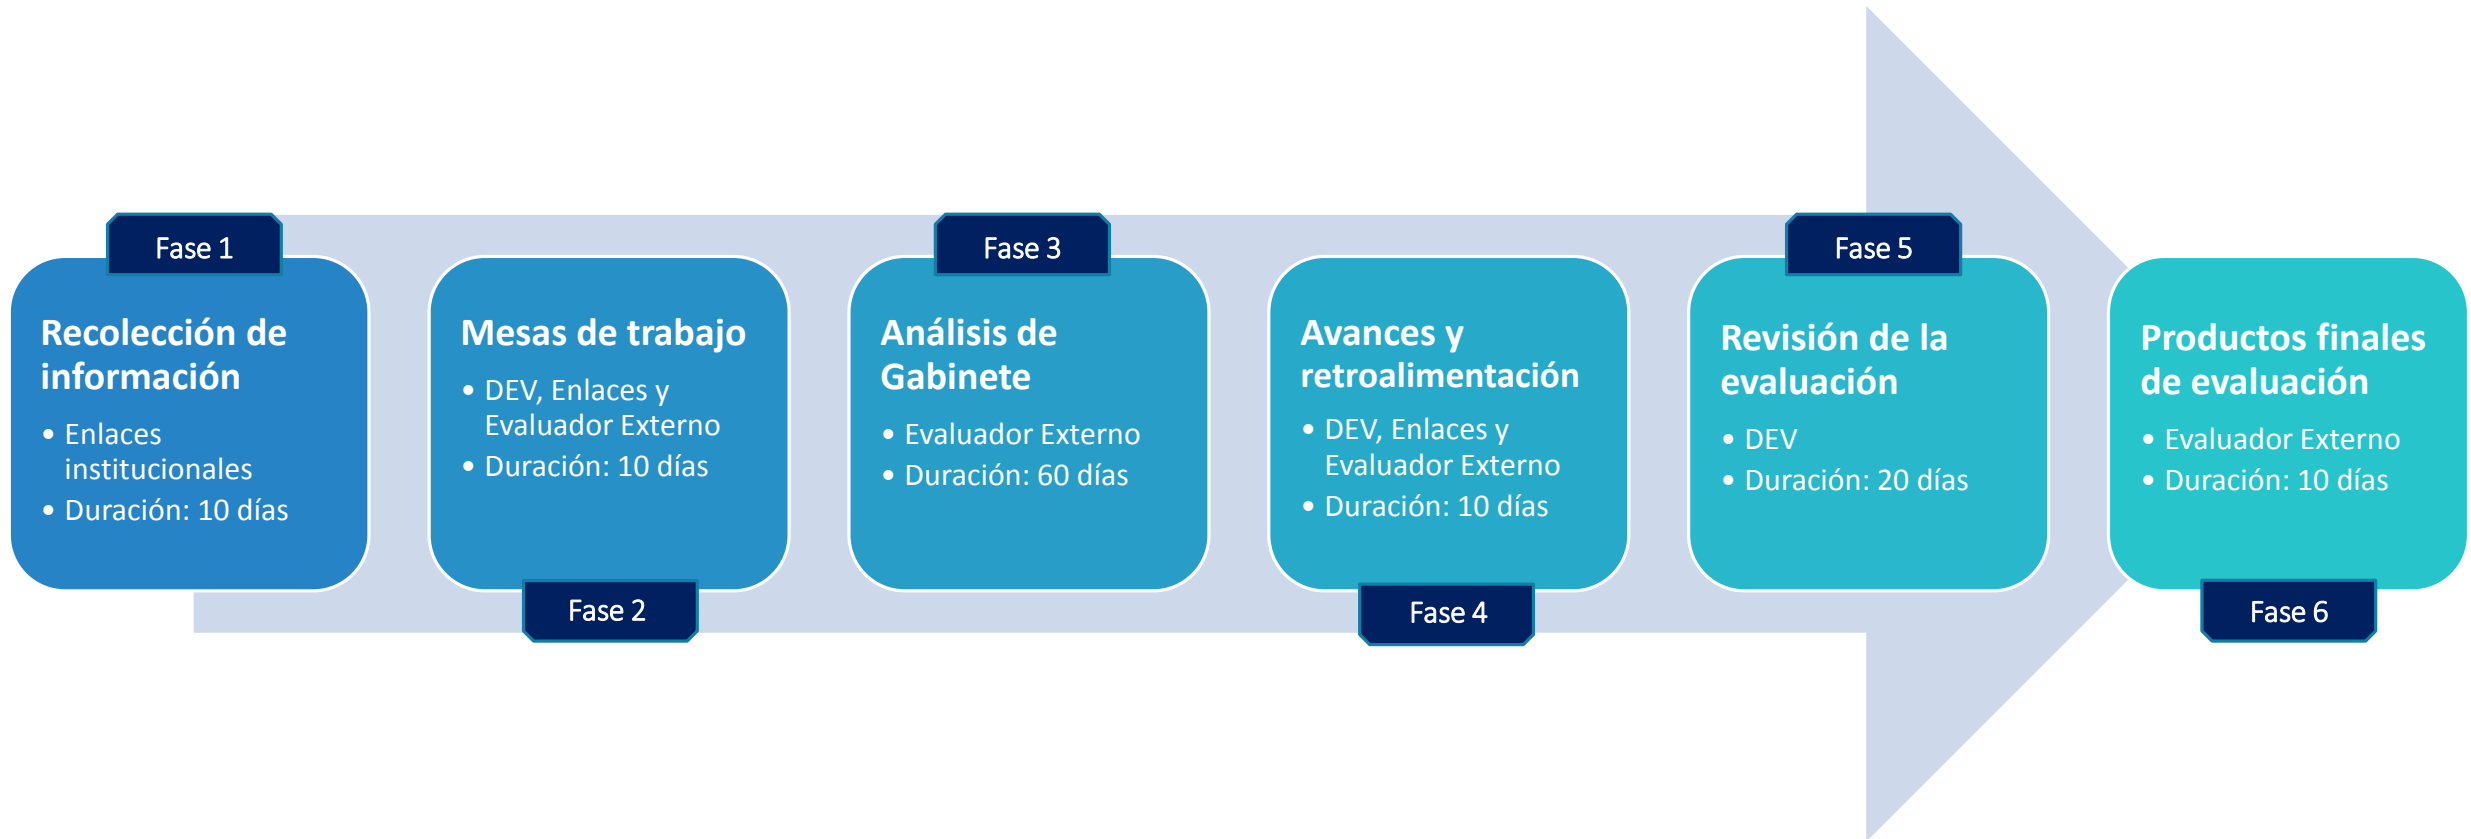 Fase 1
Recolección de
información
• Enlaces
institucionales
• Duración: 10 días
Mesas de trabajo
• DEV, Enlaces y
Evaluador Externo
• Duración: 10 días
Fase 2
Fase 3
Análisis de
Gabinete
• Evaluador Externo
• Duración: 60 días
Avances y
retroalimentación
• DEV, Enlaces y
Evaluador Externo
• Duración: 10 días
Fase 4
Fase 5
Revisión de la
evaluación
• DEV
• Duración: 20 días
Productos finales
de evaluación
• Evaluador Externo
• Duración: 10 días
Fase 6